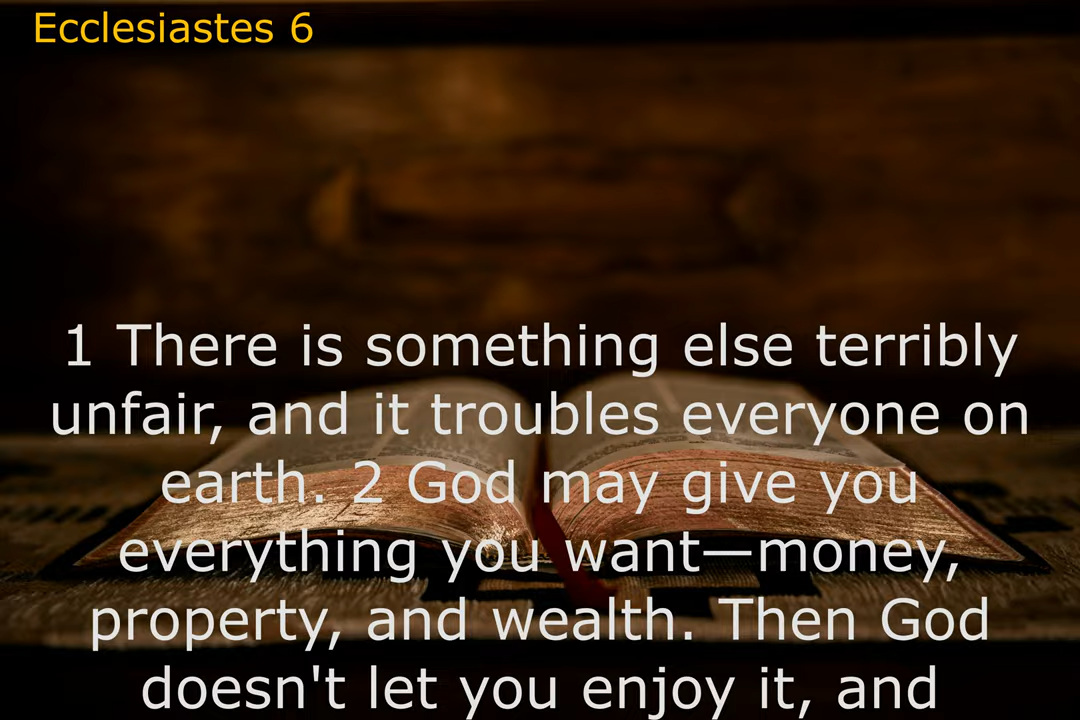 Ecclesiastes 6
1 There is something else terribly
unfair, and it troubles everyone on
earth. 2 God may give you
everything you want—money,
property, and wealth. Then God
doesn't let you enjoy it, and